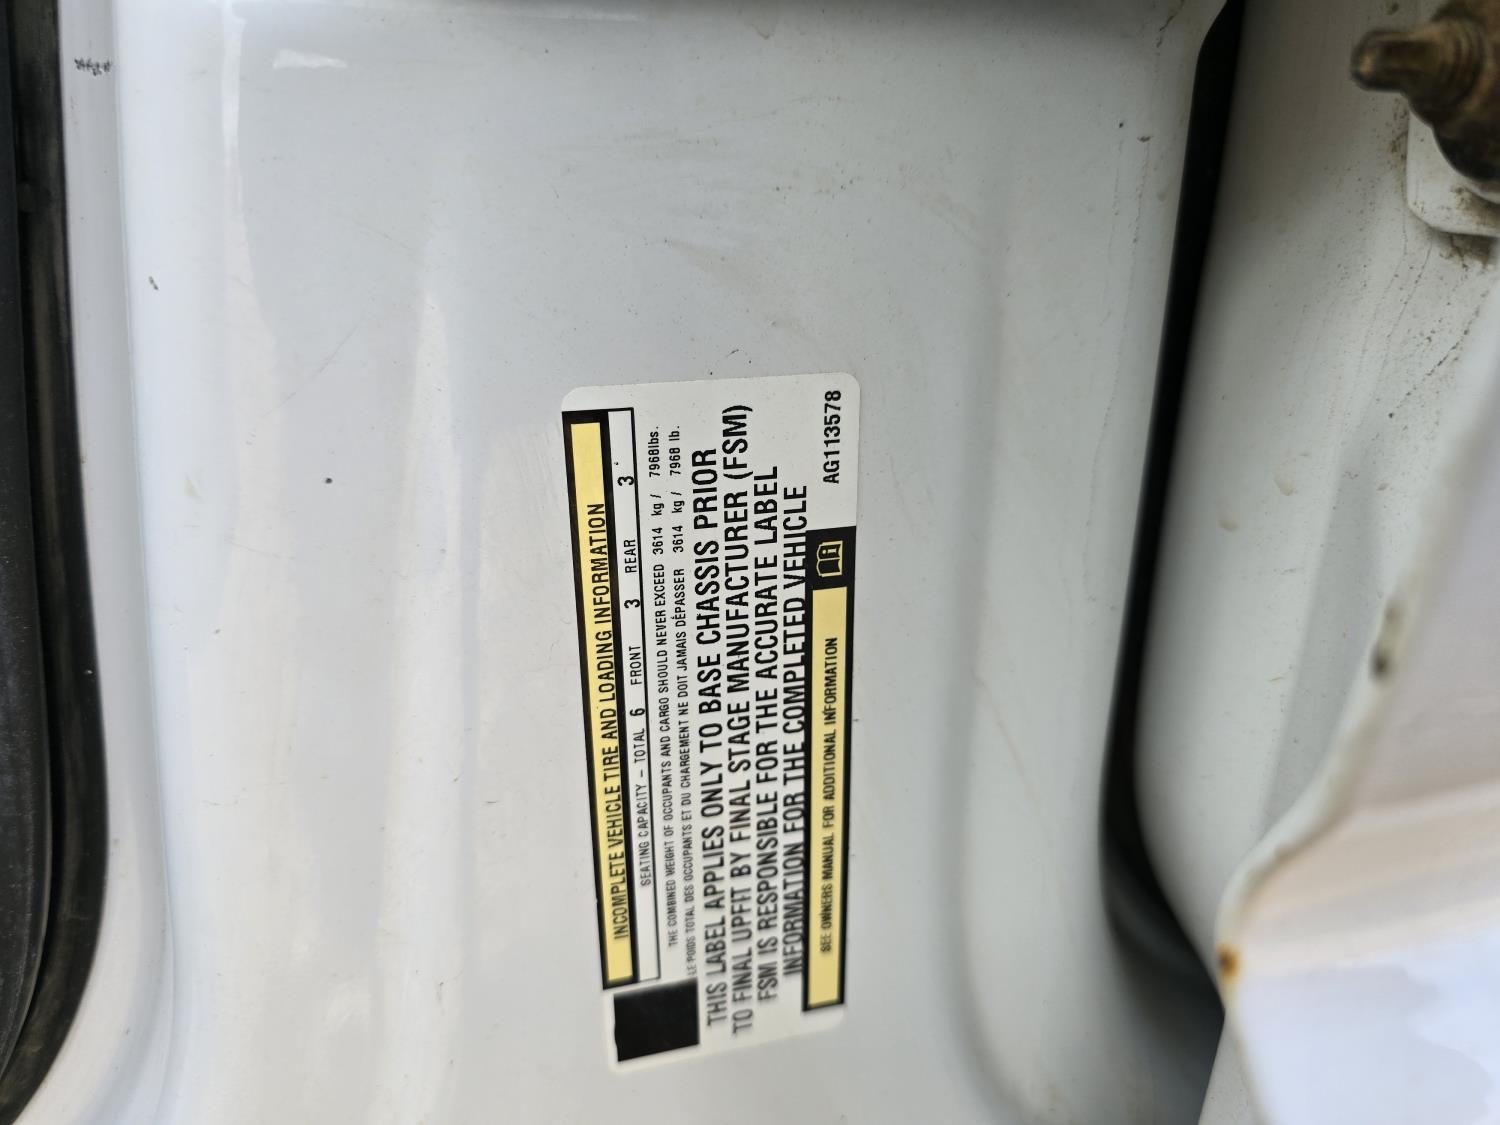 INCOMPLETE VEHICLE TIRE AND LOADING INFORMATION
SEATING CAPACITY – TOTAL 6 FRONT 3 REAR 3
THE COMBINED WEIGHT OF OCCUPANTS AND CARGO SHOULD NEVER EXCEED 3614 kg / 7968lbs.
LE POIDS TOTAL DES OCCUPANTS ET DU CHARGEMENT NE DOIT JAMAIS DÉPASSER 3614 kg / 7968 lb.
THIS LABEL APPLIES ONLY TO BASE CHASSIS PRIOR
TO FINAL UPFIT BY FINAL STAGE MANUFACTURER (FSM)
FSM IS RESPONSIBLE FOR THE ACCURATE LABEL
INFORMATION FOR THE COMPLETED VEHICLE
SEE OWNERS MANUAL FOR ADDITIONAL INFORMATION
AG113578